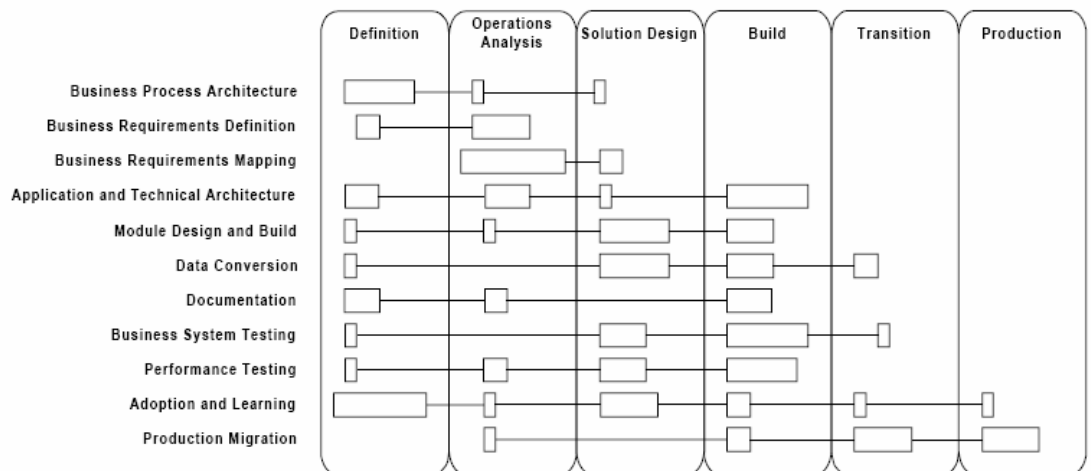 Definition
Operations
Analysis
Solution Design
Build
Transition
Production
Business Process Architecture
Business Requirements Definition
Business Requirements Mapping
Application and Technical Architecture
Module Design and Build
Data Conversion
Documentation
Business System Testing
Performance Testing
Adoption and Learning
Production Migration